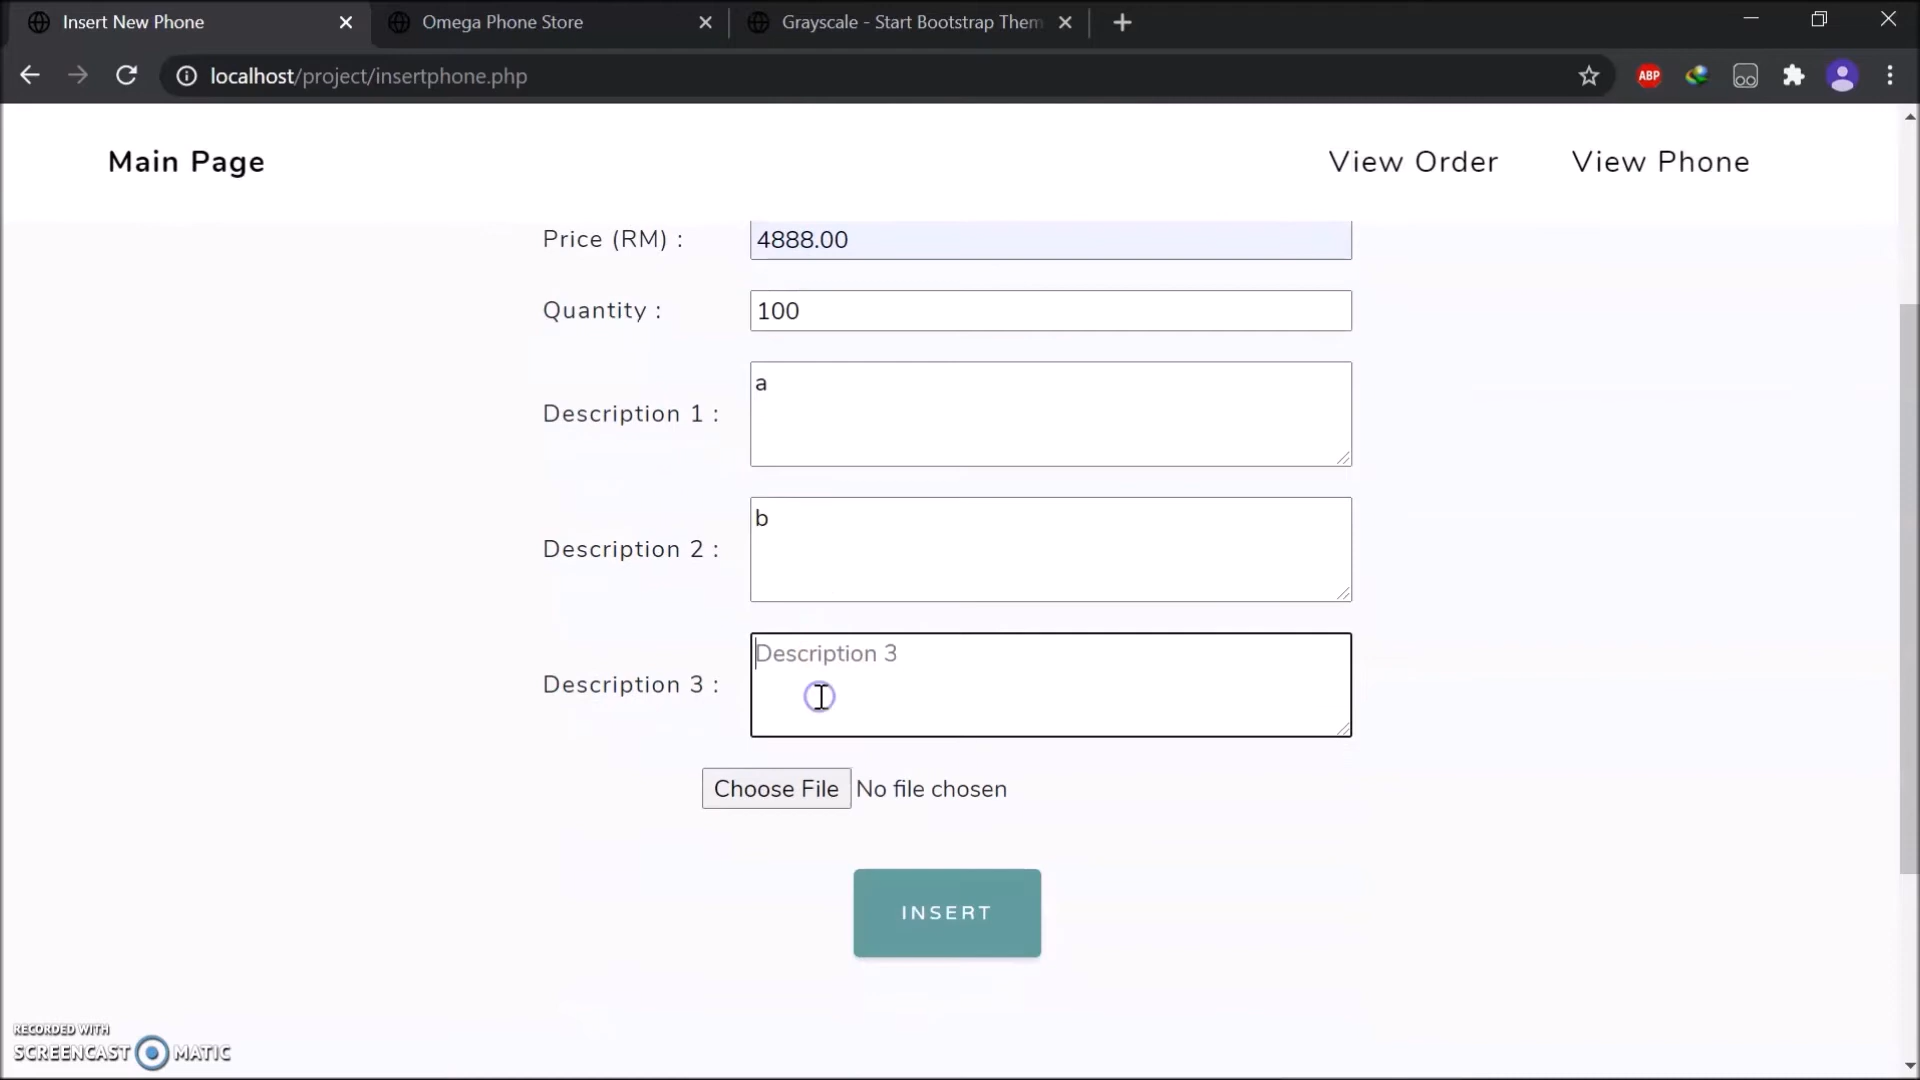 Insert New Phone
Omega Phone Store
Grayscale - Start Bootstrap Them
localhost/project/insertphone.php
ABP
Main Page
View Order
View Phone
Price (RM) :
4888.00
Quantity :
100
Description 1 :
a
Description 2 :
b
Description 3 :
Description 3
Choose File
No file chosen
INSERT
RECORDED WITH
SCREENCAST MATIC